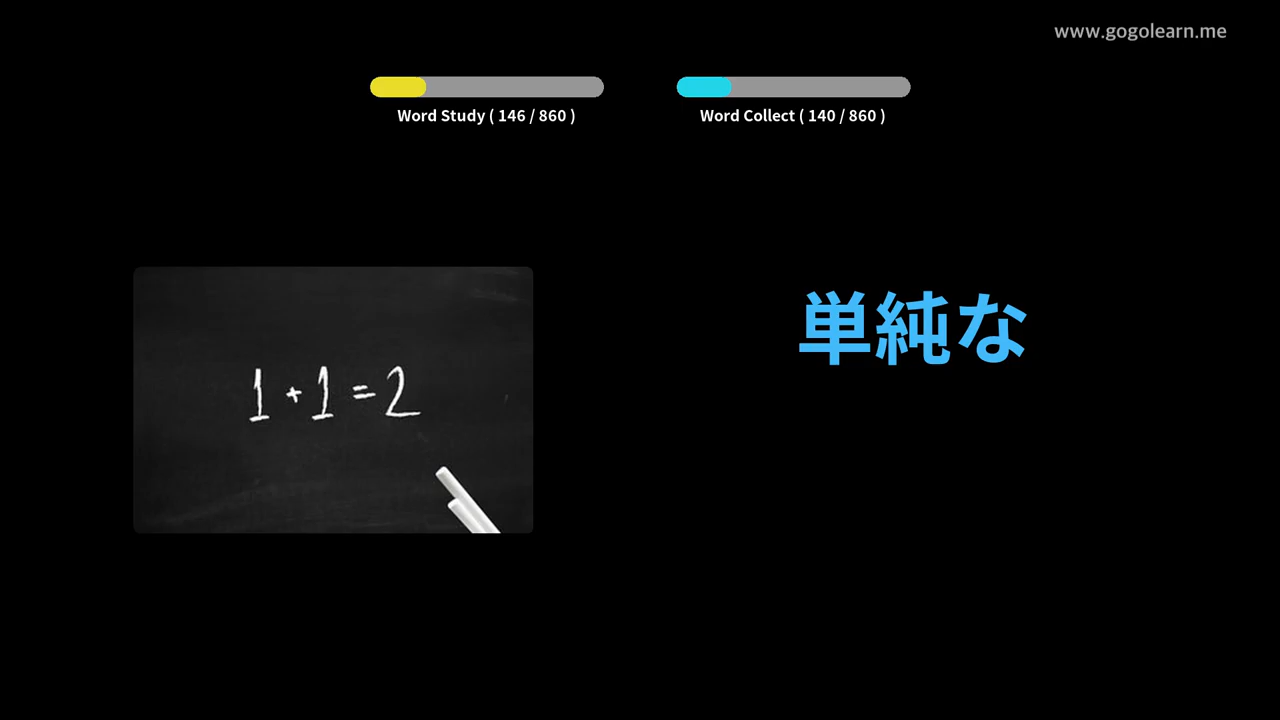 www.gogolearn.me
Word Study ( 146 / 860 )
Word Collect ( 140 / 860 )
単純な
1 + 1 = 2